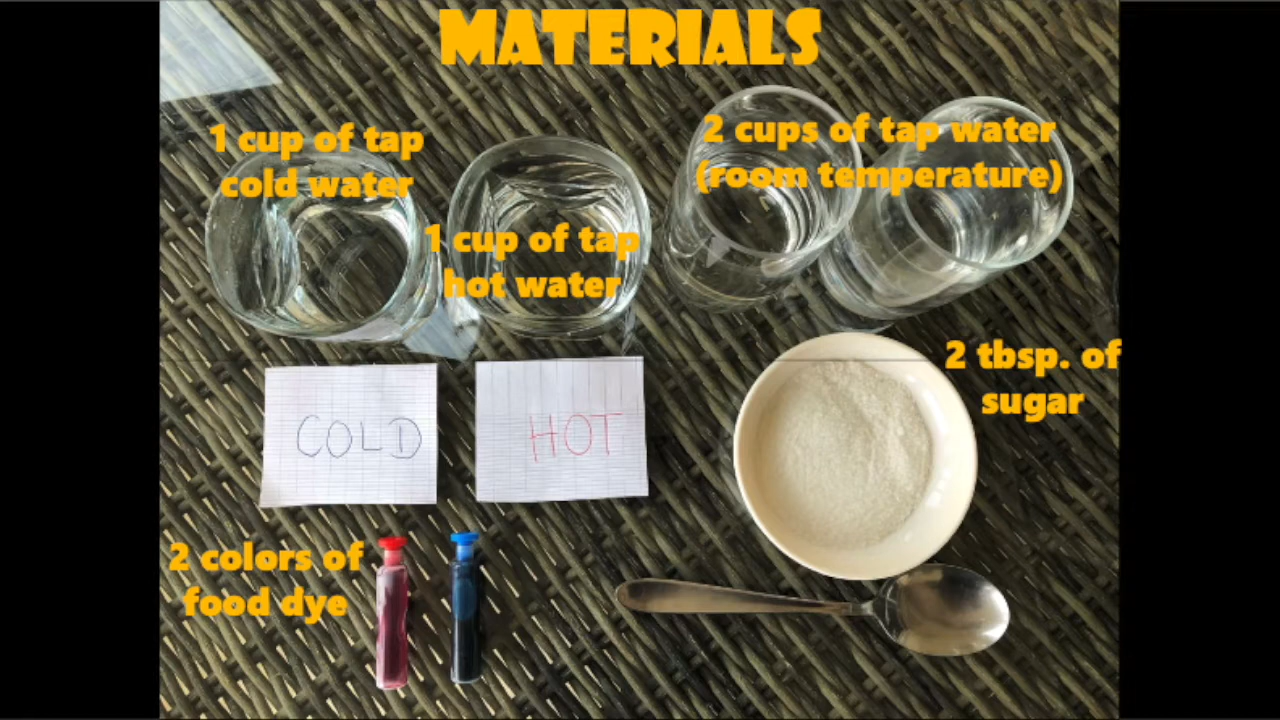 MATERIALS
1 cup of tap
cold water
1 cup of tap
hot water
2 cups of tap water
(room temperature)
COLD
HOT
2 tbsp. of
sugar
2 colors of
food dye